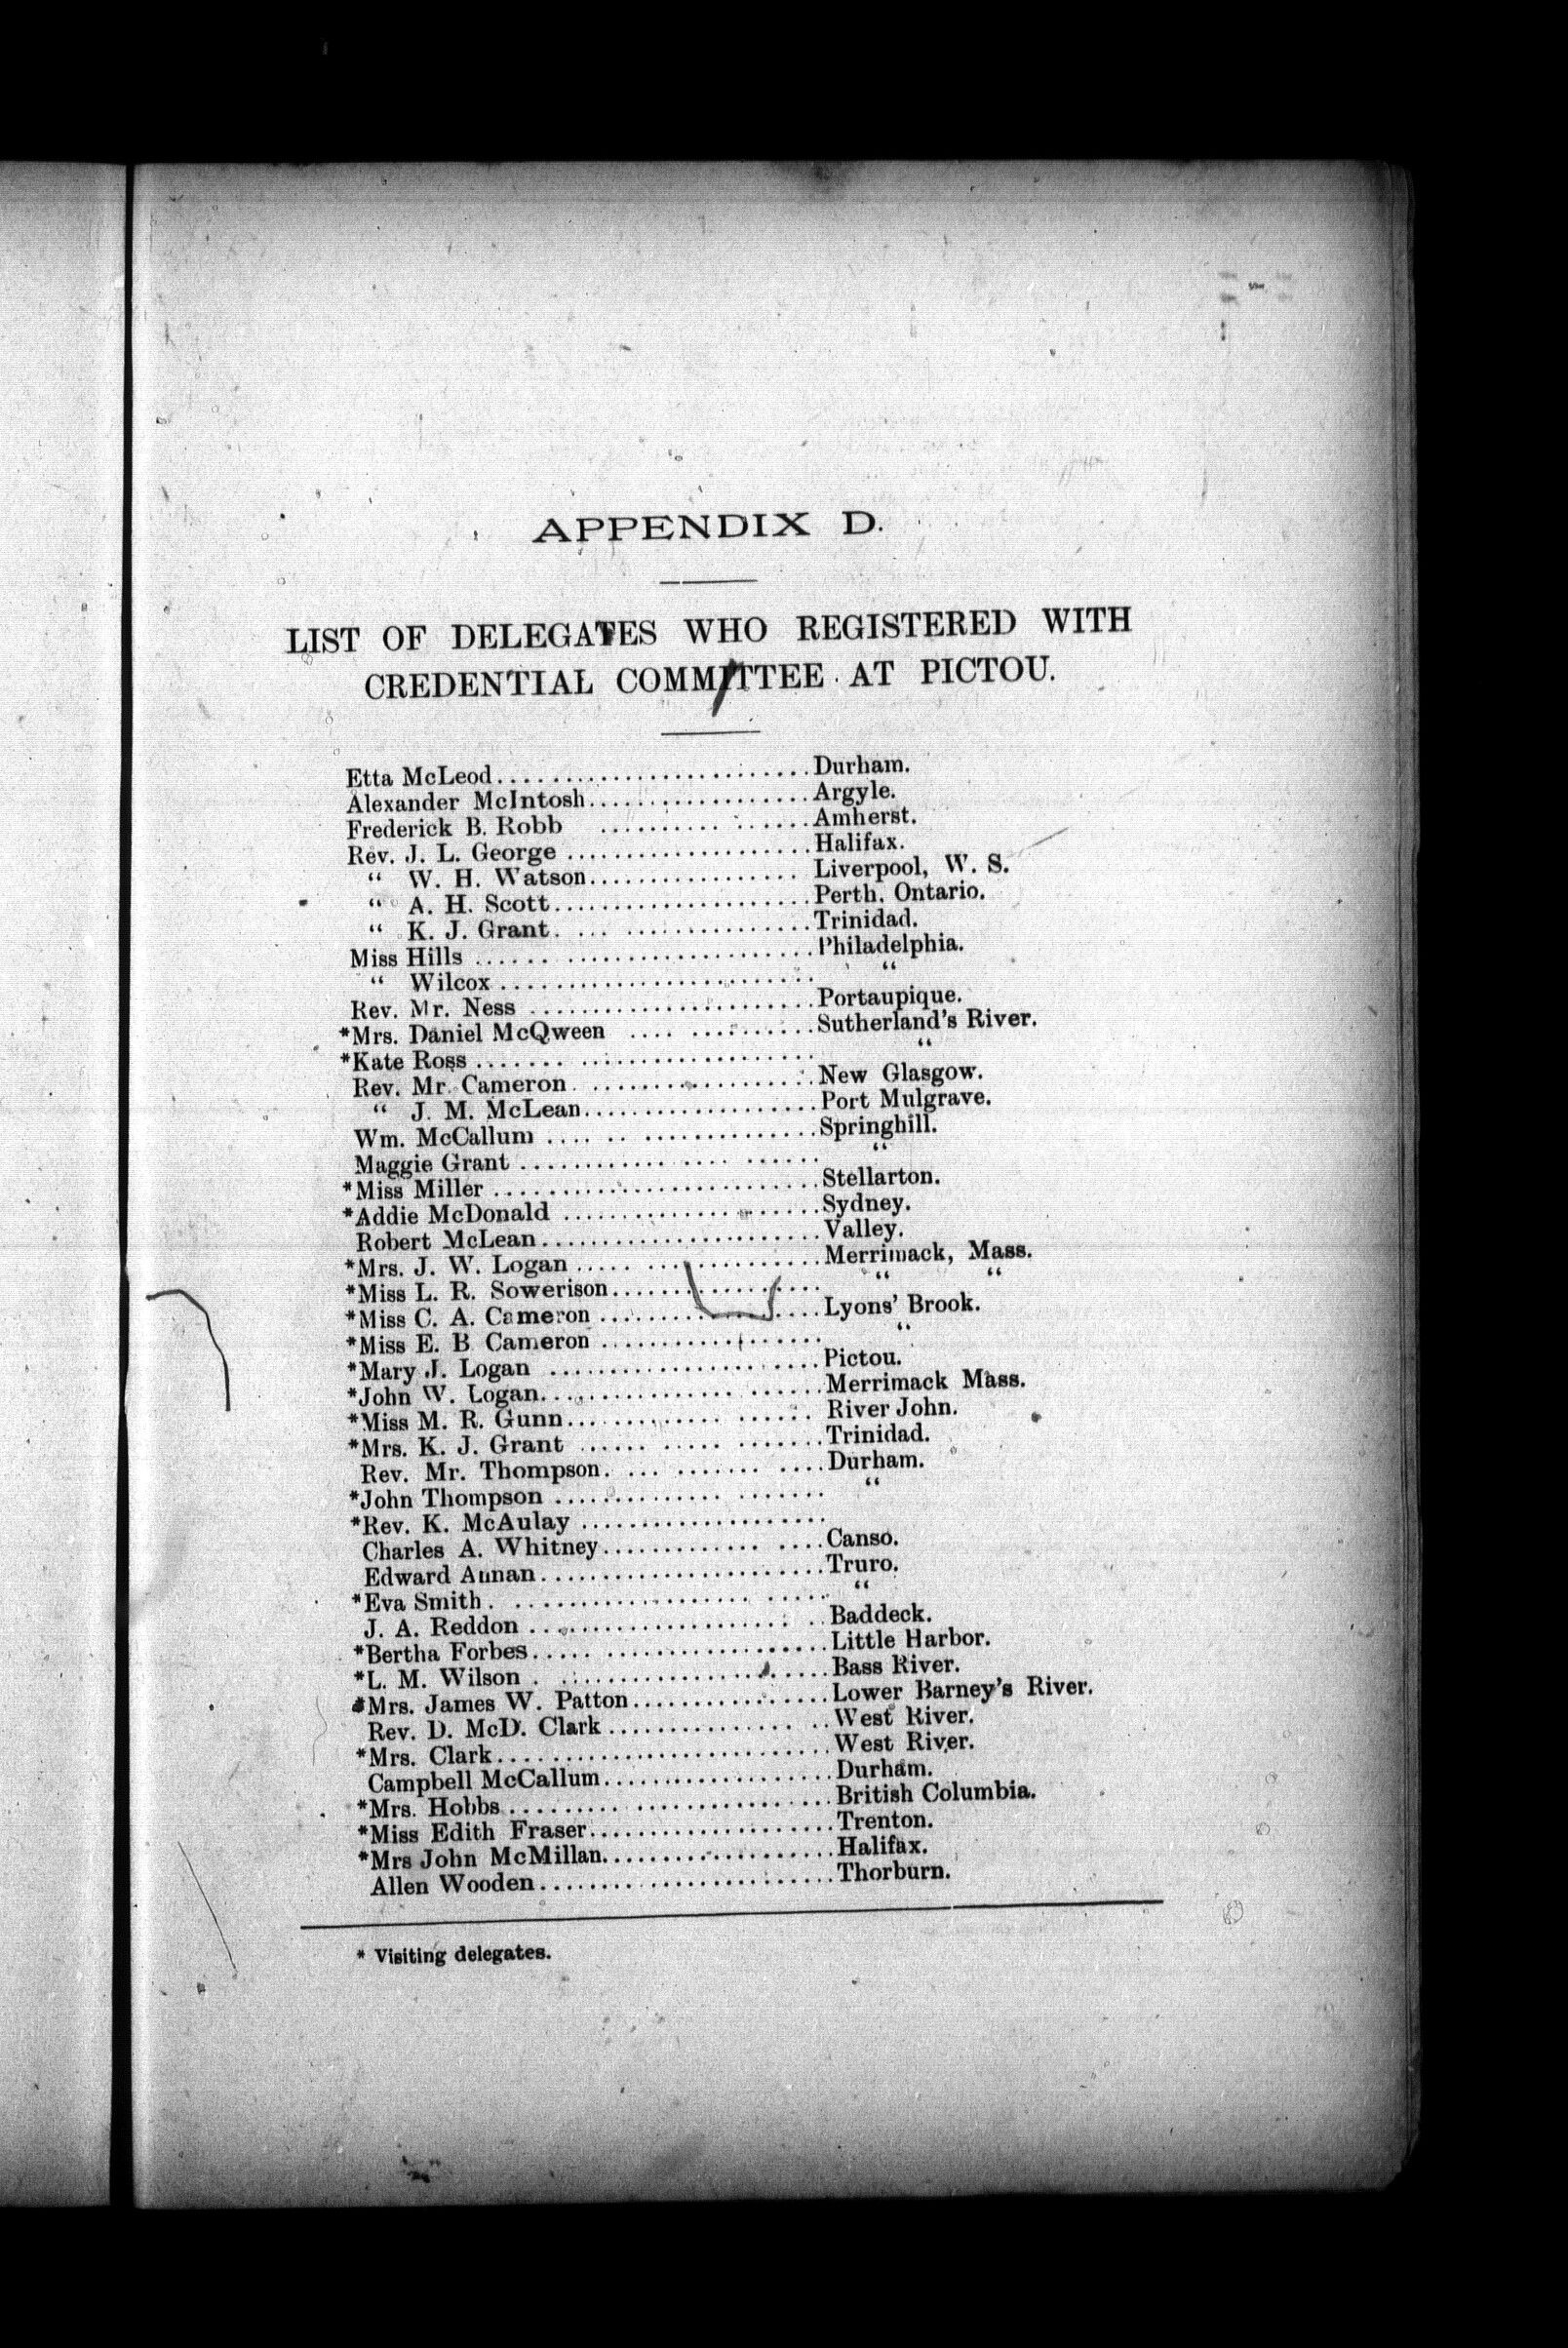 APPENDIX D.
LIST OF DELEGATES WHO REGISTERED WITH
CREDENTIAL COMMITTEE AT PICTOU.
Etta McLeod........................Durham.
Alexander McIntosh..................Argyle.
Frederick B. Robb ................Amherst.
Rev. J. L. George ....................Halifax.
“ W. H. Watson................. Liverpool, W. S.
“ A. H. Scott.....................Perth, Ontario.
“ K. J. Grant. ... ...............Trinidad.
Miss Hills ...... ......................Philadelphia.
“ Wilcox .......................... “
Rev. Mr. Ness .......................Portaupique.
*Mrs. Daniel McQween .... ..........Sutherland's River.
*Kate Ross ....... ................... “
Rev. Mr. Cameron. ...................New Glasgow.
“ J. M. McLean...................Port Mulgrave.
Wm. McCallum .... .. ..............Springhill.
Maggie Grant ........... .... ...... “
*Miss Miller ..........................Stellarton.
*Addie McDonald .....................Sydney.
Robert McLean.......................Valley.
*Mrs. J. W. Logan ..... ..............Merrimack, Mass.
*Miss L. R. Sowerison................. “ “
*Miss C. A. Cameron ..................Lyons' Brook.
*Miss E. B Cameron .................. “
*Mary J. Logan ......................Pictou.
*John W. Logan................ ......Merrimack Mass.
*Miss M. R. Gunn............. ...... River John.
*Mrs. K. J. Grant ...... ..... .......Trinidad.
Rev. Mr. Thompson. ... ....... ....Durham.
*John Thompson .............. ....... “
*Rev. K. McAulay ....................
Charles A. Whitney............. ....Canso.
Edward Annan.......................Truro.
*Eva Smith. ................... ..... “
J. A. Reddon ..................... ..Baddeck.
*Bertha Forbes..... ..................Little Harbor.
*L. M. Wilson . ......................Bass River.
*Mrs. James W. Patton................Lower Barney's River.
Rev. D. McD. Clark ............... ..West River.
*Mrs. Clark...........................West River.
Campbell McCallum...................Durham.
*Mrs. Hobbs......... ................British Columbia.
*Miss Edith Fraser....................Trenton.
*Mrs John McMillan...................Halifax.
Allen Wooden........................Thorburn.
* Visiting delegates.